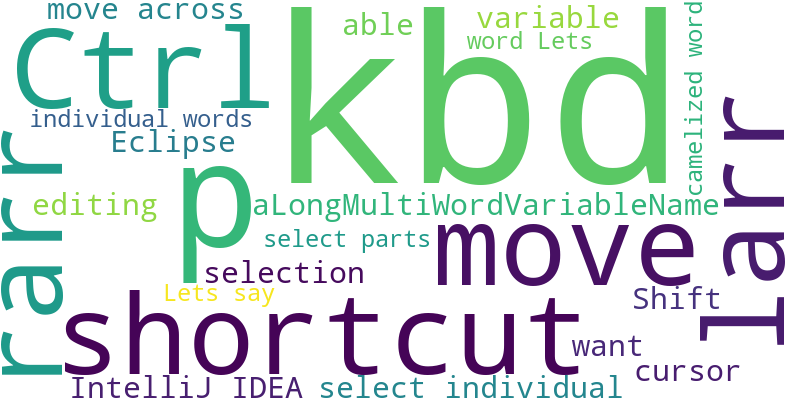 move across
able
variable
word Lets
camelized word
Ctrl
kbd
individual words
Eclipse
rarr
p
larr
editing
aLongMultiWordVariableName
select parts
move
selection
Lets say
Shift
shortcut
want
cursor
IntelliJ IDEA
select individual